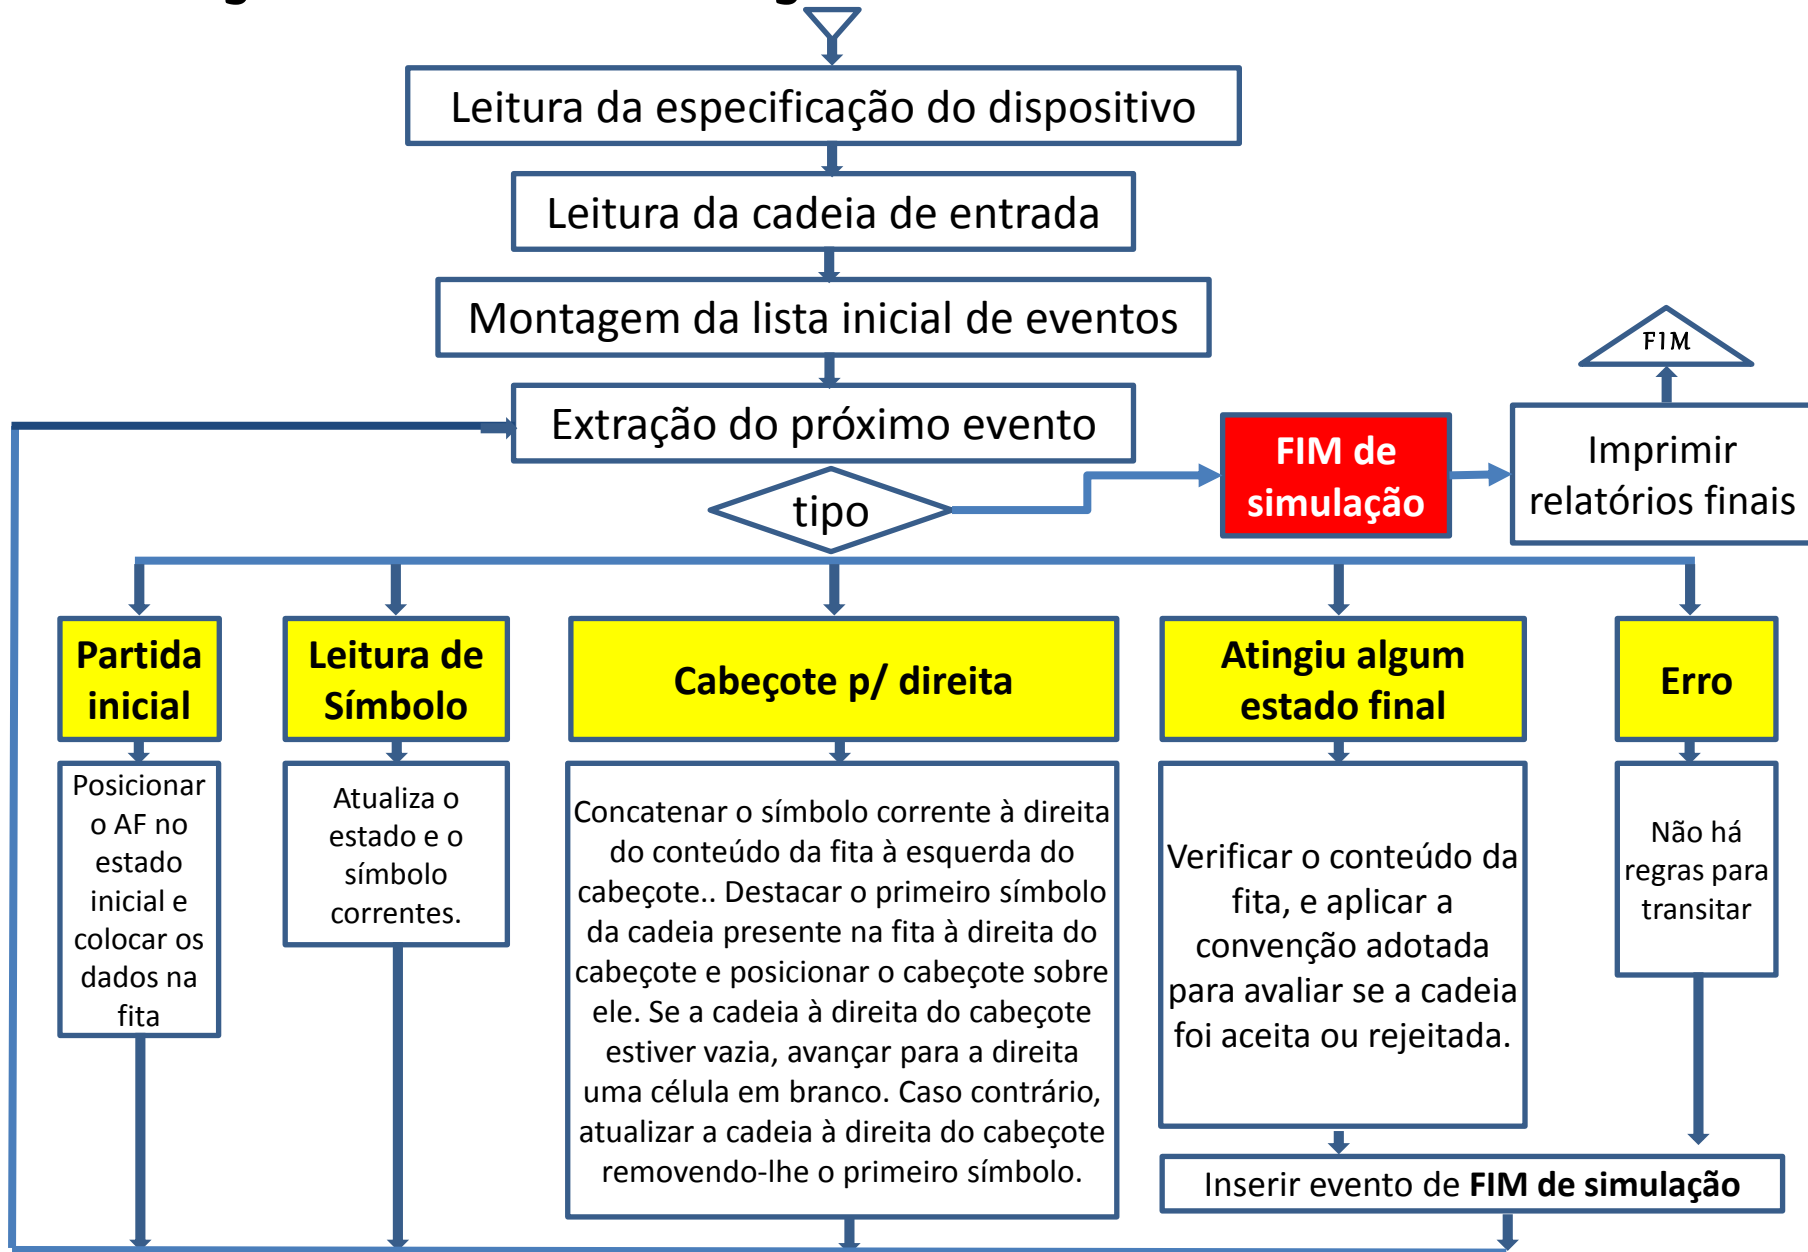 Leitura da especificação do dispositivo
Leitura da cadeia de entrada
Montagem da lista inicial de eventos
Extração do próximo evento
tipo
FIM de
simulação
Imprimir
relatórios finais
FIM
Partida
inicial
Leitura de
Símbolo
Cabeçote p/ direita
Atingiu algum
estado final
Erro
Posicionar
o AF no
estado
inicial e
colocar os
dados na
fita
Atualiza o
estado e o
símbolo
correntes.
Concatenar o símbolo corrente à direita
do conteúdo da fita à esquerda do
cabeçote.. Destacar o primeiro símbolo
da cadeia presente na fita à direita do
cabeçote e posicionar o cabeçote sobre
ele. Se a cadeia à direita do cabeçote
estiver vazia, avançar para a direita
uma célula em branco. Caso contrário,
atualizar a cadeia à direita do cabeçote
removendo-lhe o primeiro símbolo.
Verificar o conteúdo da
fita, e aplicar a
convenção adotada
para avaliar se a cadeia
foi aceita ou rejeitada.
Não há
regras para
transitar
Inserir evento de FIM de simulação